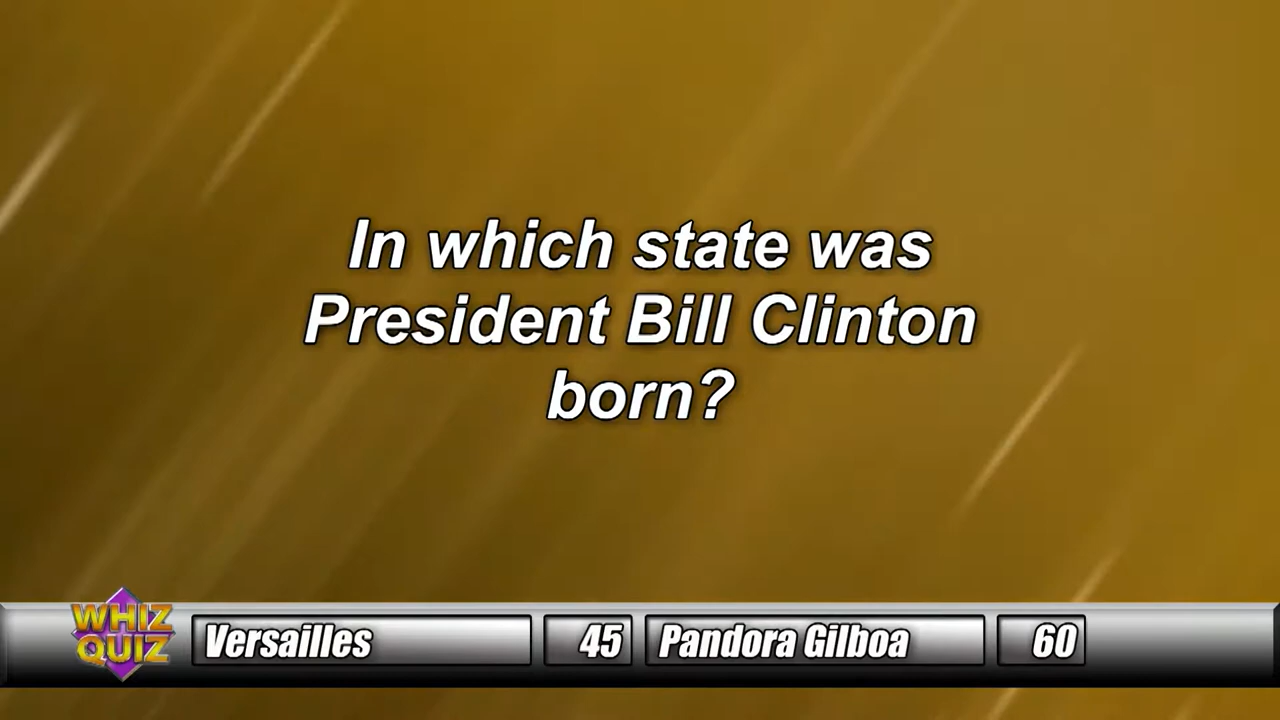 In which state was
President Bill Clinton
born?
WHIZ
QUIZ
Versailles 45 Pandora Gilboa 60